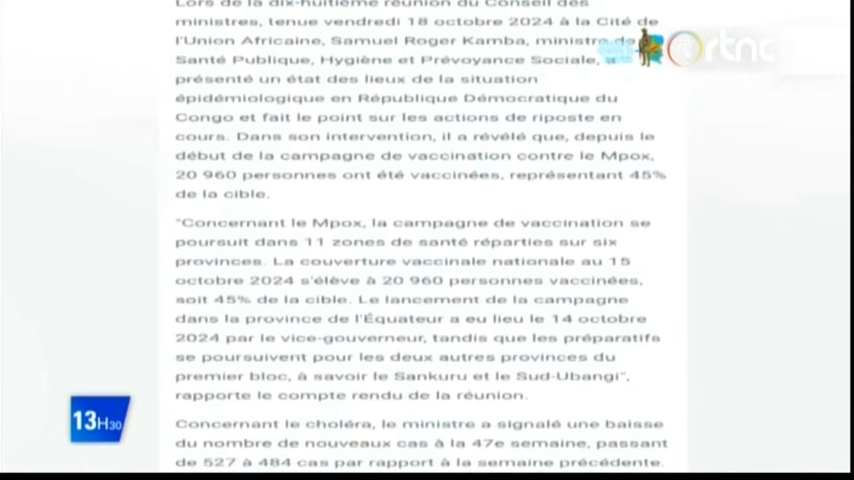 Lors de la dix-huitième réunion du Conseil des
ministres, tenue vendredi 18 octobre 2024 à la Cité de
l'Union Africaine, Samuel Roger Kamba, ministre de
Santé Publique, Hygiène et Prévoyance Sociale, a
présenté un état des lieux de la situation
épidémiologique en République Démocratique du
Congo et fait le point sur les actions de riposte en
cours. Dans son intervention, il a révélé que, depuis le
début de la campagne de vaccination contre le Mpox,
20 960 personnes ont été vaccinées, représentant 45%
de la cible.
"Concernant le Mpox, la campagne de vaccination se
poursuit dans 11 zones de santé réparties sur six
provinces. La couverture vaccinale nationale au 15
octobre 2024 s'élève à 20 960 personnes vaccinées,
soit 45% de la cible. Le lancement de la campagne
dans la province de l'Équateur a eu lieu le 14 octobre
2024 par le vice-gouverneur, tandis que les préparatifs
se poursuivent pour les deux autres provinces du
premier bloc, à savoir le Sankuru et le Sud-Ubangi",
rapporte le compte rendu de la réunion.
Concernant le choléra, le ministre a signalé une baisse
du nombre de nouveaux cas à la 47e semaine, passant
de 527 à 484 cas par rapport à la semaine précédente.
rtnc
13H30